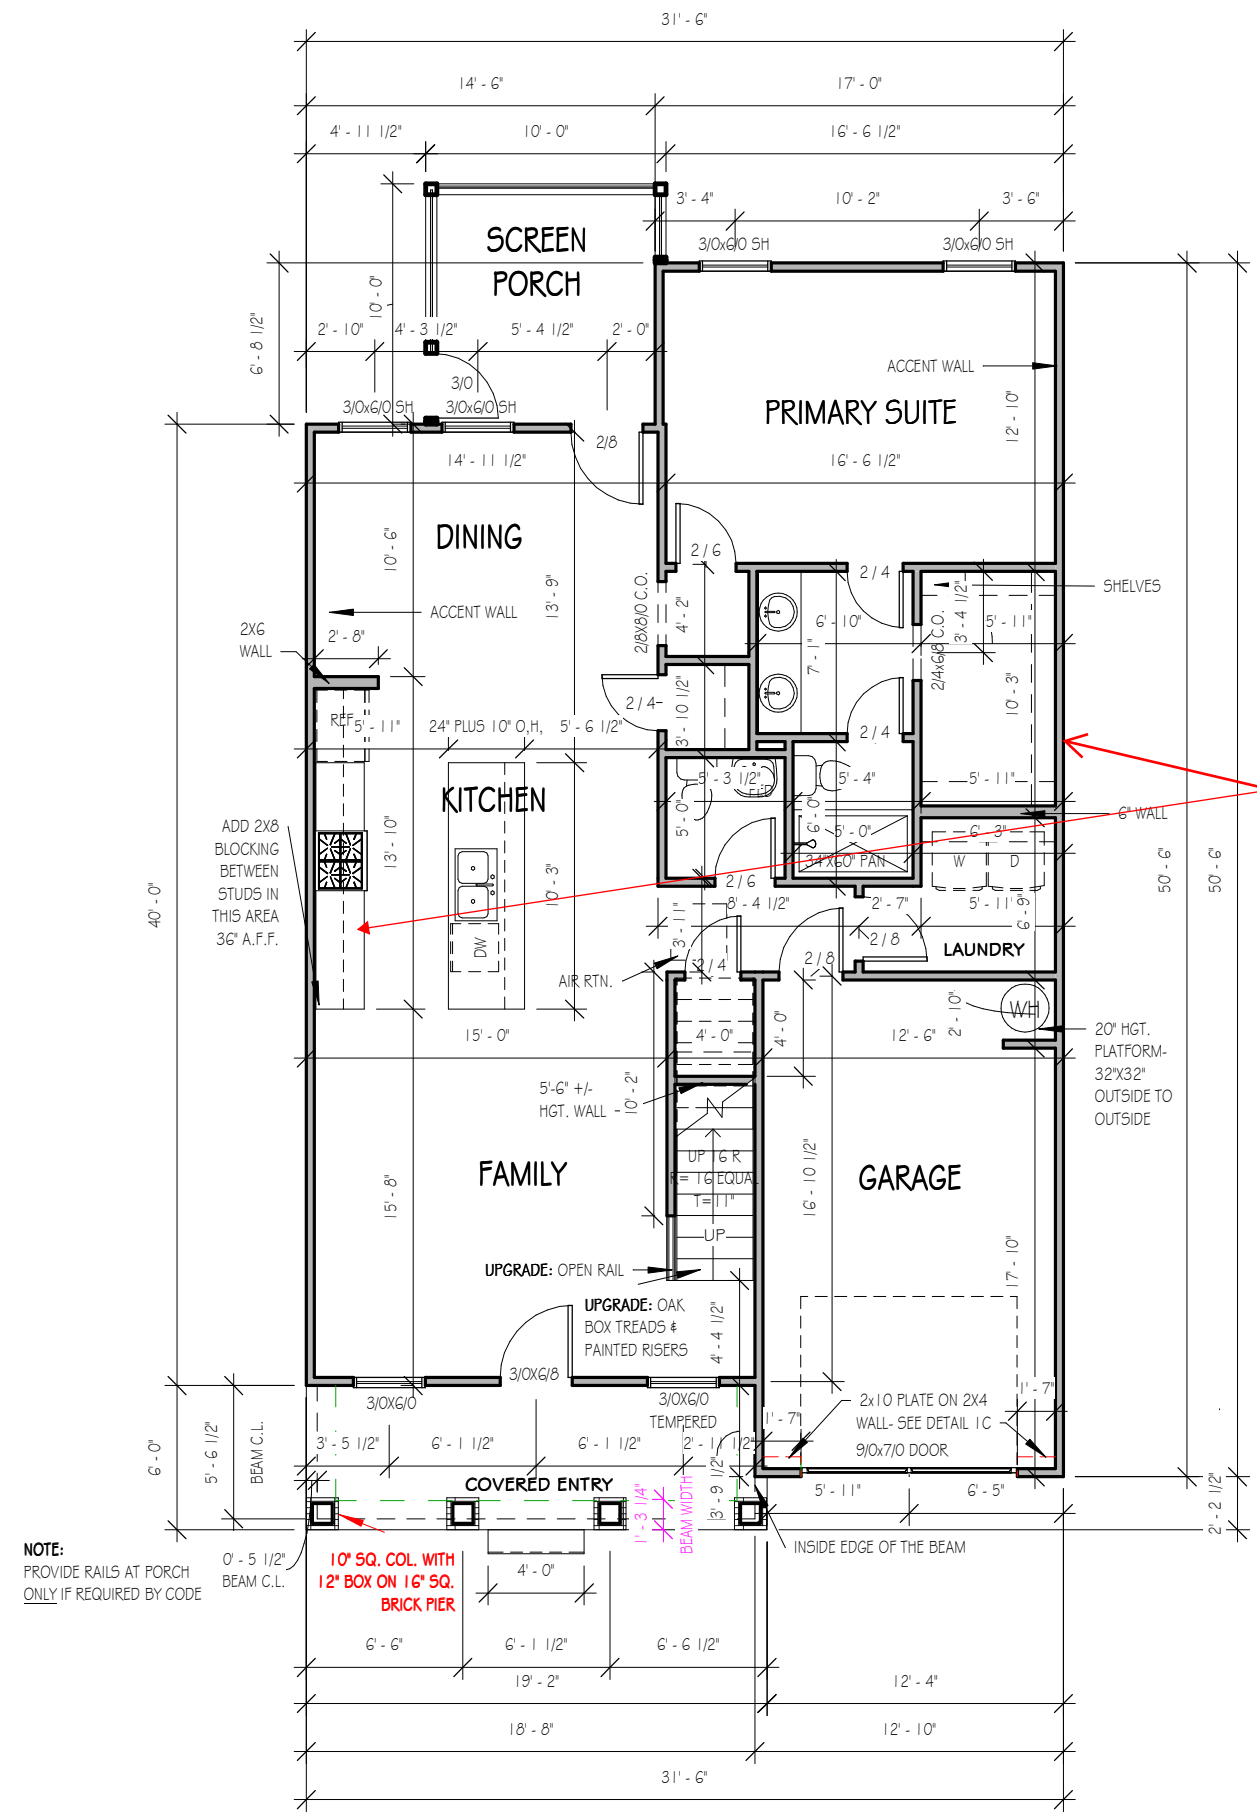 31' - 6"
14' - 6"
17' - 0"
4' - 11 1/2"
10' - 0"
16' - 6 1/2"
3' - 4"
10' - 2"
3' - 6"
3/0x6/0 SH
3/0x6/0 SH
SCREEN
PORCH
10' - 0"
6' - 8 1/2"
2' - 10"
4' - 3 1/2"
5' - 4 1/2"
2' - 0"
3/0
3/0x6/0 SH
3/0x6/0 SH
2/8
ACCENT WALL
PRIMARY SUITE
12' - 10"
14' - 11 1/2"
16' - 6 1/2"
DINING
10' - 6"
13' - 9"
2 / 6
2 / 4
SHELVES
ACCENT WALL
2/8X8/0 C.O.
4' - 2"
6' - 10"
7' - 1"
2/4x6/8 C.O.
3' - 4 1/2"
5' - 11"
10' - 3"
2X6
WALL
2' - 8"
2 / 4
3' - 10 1/2"
2 / 4
REF.
5' - 11"
24" PLUS 10" O,H,
5' - 6 1/2"
KITCHEN
5' - 3 1/2"
5' - 0"
5' - 4"
6' - 0"
5' - 0"
34"X60" PAN
5' - 11"
6" WALL
6' - 3"
W
D
ADD 2X8
BLOCKING
BETWEEN
STUDS IN
THIS AREA
36" A.F.F.
13' - 10"
10' - 3"
DW
2 / 6
8' - 4 1/2"
2' - 7"
5' - 11"
6' - 9"
3' - 11"
2 / 4
2 / 8
2 / 8
LAUNDRY
AIR RTN.
40' - 0"
50' - 6"
50' - 6"
15' - 0"
4' - 0"
4' - 0"
12' - 6"
2' - 10"
WH
20" HGT.
PLATFORM-
32"X32"
OUTSIDE TO
OUTSIDE
5'-6" +/-
HGT. WALL
10' - 2"
FAMILY
15' - 8"
UP 16 R
R= 16 EQUAL
T=11"
UP
GARAGE
16' - 10 1/2"
17' - 10"
UPGRADE: OPEN RAIL
UPGRADE: OAK
BOX TREADS &
PAINTED RISERS
4' - 4 1/2"
3/0X6/8
3/0X6/0
3/0X6/0
TEMPERED
2x10 PLATE ON 2X4
WALL- SEE DETAIL 1C
9/0x7/0 DOOR
1' - 7"
1' - 7"
6' - 0"
5' - 6 1/2"
BEAM C.L.
3' - 5 1/2"
6' - 1 1/2"
6' - 1 1/2"
2' - 11 1/2"
COVERED ENTRY
3' - 9 1/2"
1' - 3 1/4"
BEAM WIDTH
5' - 11"
6' - 5"
2' - 2 1/2"
INSIDE EDGE OF THE BEAM
NOTE:
PROVIDE RAILS AT PORCH
ONLY IF REQUIRED BY CODE
0' - 5 1/2"
BEAM C.L.
10" SQ. COL. WITH
12" BOX ON 16" SQ.
BRICK PIER
4' - 0"
6' - 6"
6' - 1 1/2"
6' - 6 1/2"
19' - 2"
12' - 4"
18' - 8"
12' - 10"
31' - 6"